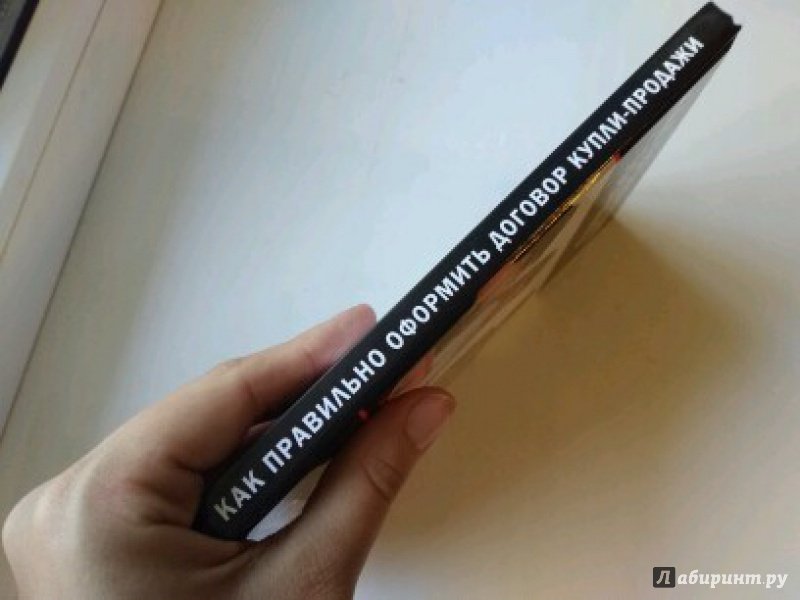 КАК ПРАВИЛЬНО ОФОРМИТЬ ДОГОВОР КУПЛИ-ПРОДАЖИ
Лабиринт.ру